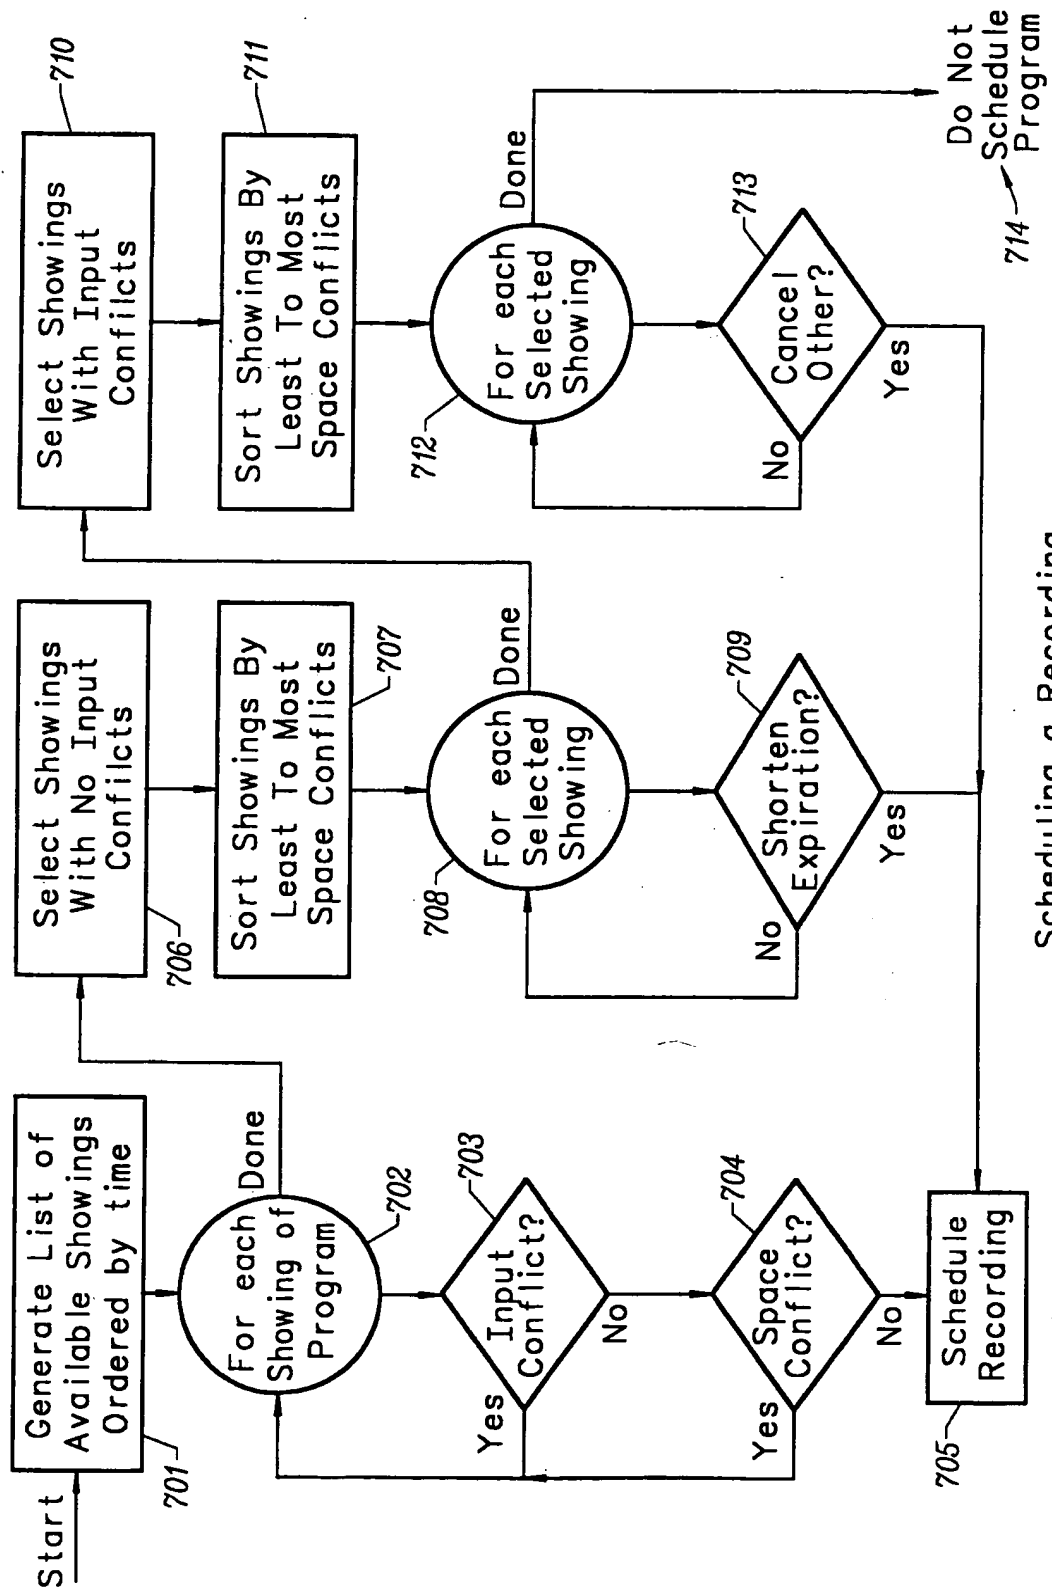 Start
Generate List of
Available Showings
Ordered by time
701
For each
Showing of
Program
702
Done
Input
Conflict?
703
Yes
No
Space
Conflict?
704
Yes
No
Schedule
Recording
705
Select Showings
With No Input
Confilcts
706
Sort Showings By
Least To Most
Space Conflicts
707
For each
Selected
Showing
708
Done
Shorten
Expiration?
709
No
Yes
Select Showings
With Input
Confilcts
710
Sort Showings By
Least To Most
Space Conflicts
711
For each
Selected
Showing
712
Done
Cancel
Other?
713
No
Yes
Do Not
Schedule
Program
714
Scheduling a Recording